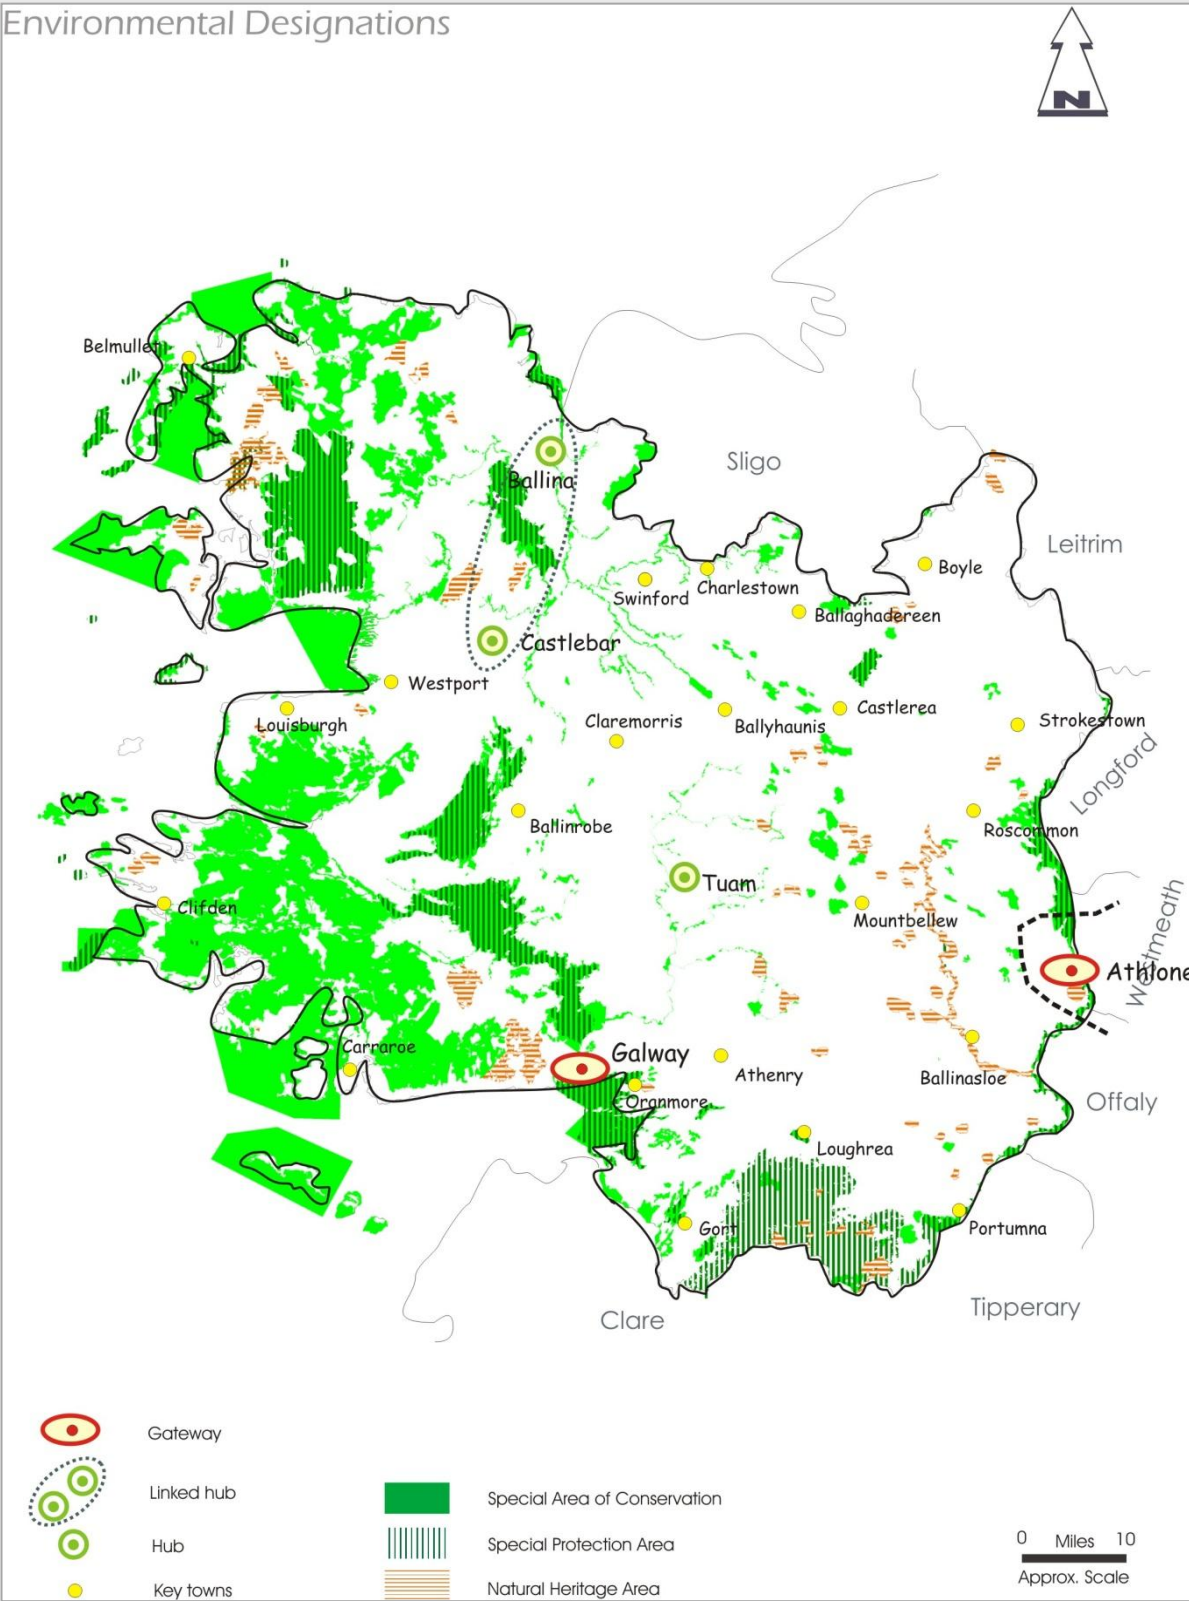 Environmental Designations
N
Belmullet
Ballina
Sligo
Leitrim
Boyle
Charlestown
Swinford
Ballaghadereen
Castlebar
Westport
Louisburgh
Claremorris
Ballyhaunis
Castlerea
Strokestown
Longford
Ballinrobe
Roscommon
Tuam
Clifden
Mountbellew
Westmeath
Athlone
Carraroe
Galway
Athenry
Ballinasloe
Oranmore
Offaly
Loughrea
Gort
Portumna
Clare
Tipperary
Gateway
Linked hub
Hub
Key towns
Special Area of Conservation
Special Protection Area
Natural Heritage Area
0 Miles 10
Approx. Scale